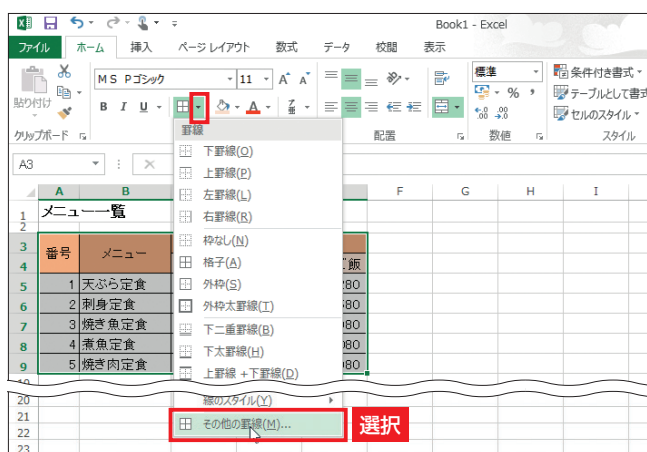 Book1 - Excel
ファイル ホーム 挿入 ページ レイアウト 数式 データ 校閲 表示
貼り付け
クリップボード
MS Pゴシック 11 A A
B I U A
標準
% ,
条件付き書式
テーブルとして書式
セルのスタイル
配置 数値 スタイル
A3
罫線
下罫線(O)
上罫線(P)
左罫線(L)
右罫線(R)
枠なし(N)
格子(A)
外枠(S)
外枠太罫線(T)
下二重罫線(B)
下太罫線(H)
上罫線 + 下罫線(D)
線のスタイル(Y)
その他の罫線(M)...
選択
A B F G H I
1 メニュー一覧
2
3
番号 メニュー
4 飯
5 1 天ぷら定食 80
6 2 刺身定食 80
7 3 焼き魚定食 80
8 4 煮魚定食 80
9 5 焼き肉定食 80
20
21
22
23